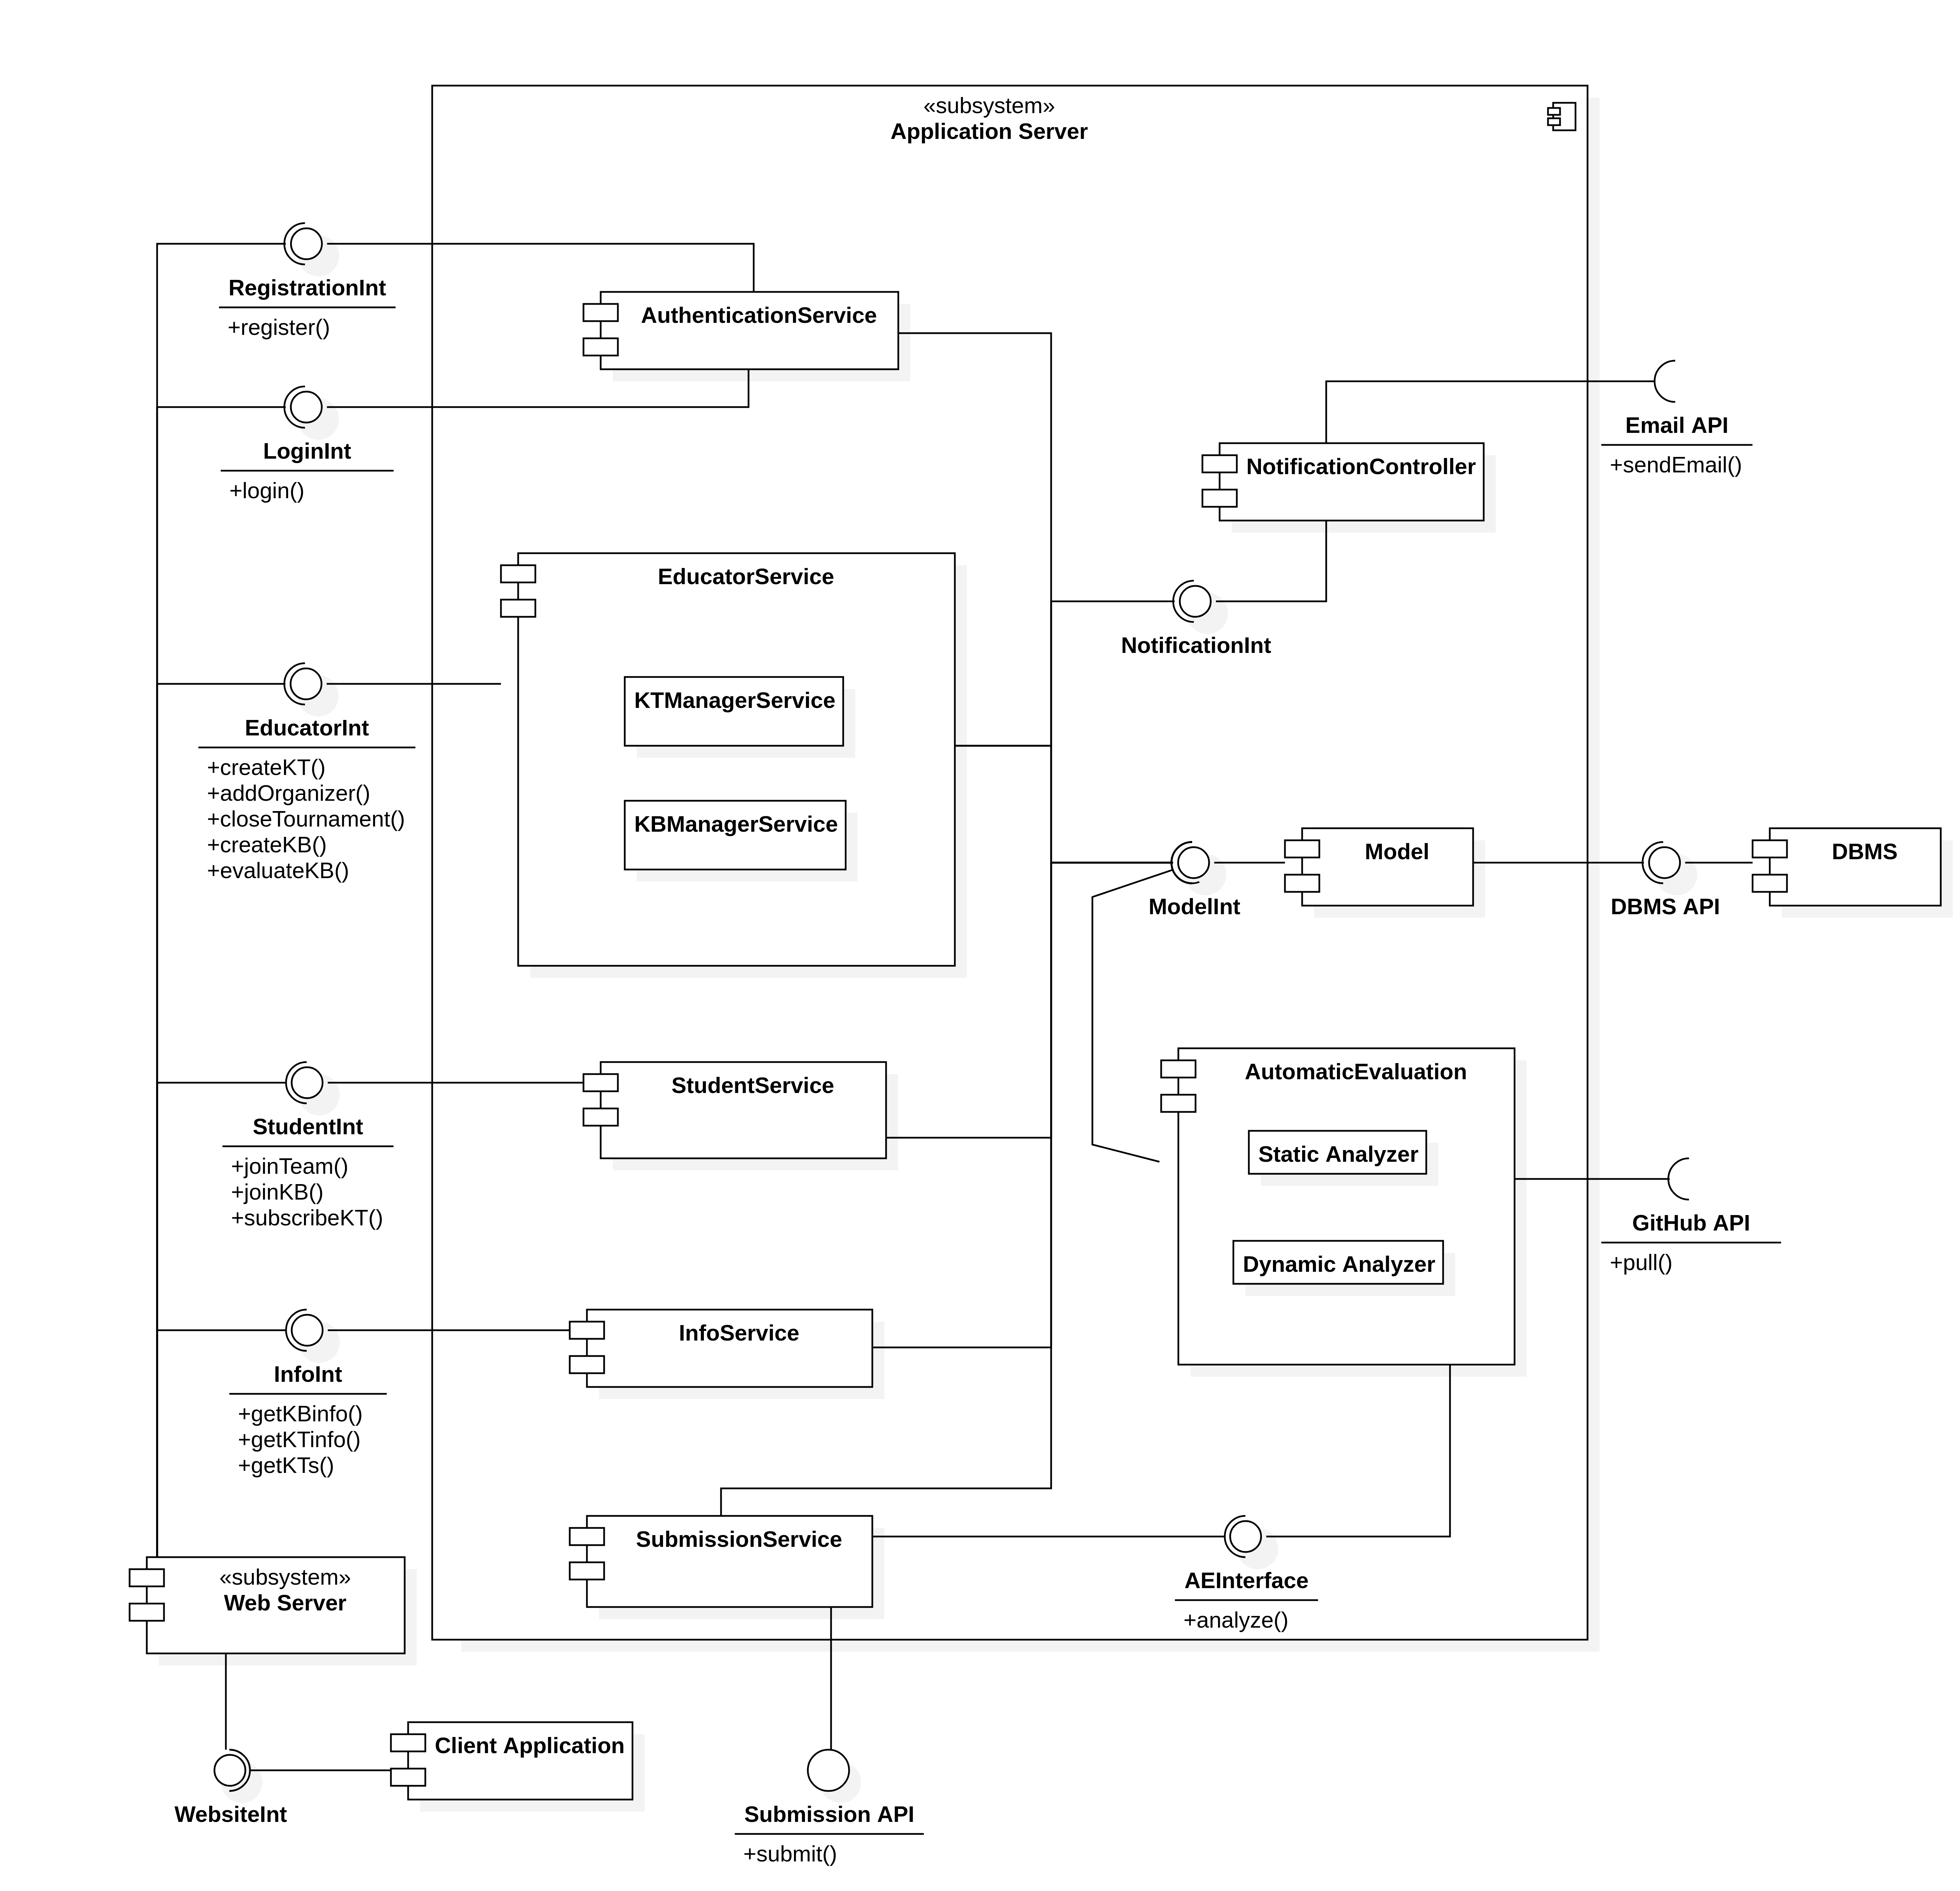 «subsystem»
Application Server
RegistrationInt
+register()
AuthenticationService
LoginInt
+login()
Email API
+sendEmail()
NotificationController
EducatorService
NotificationInt
KTManagerService
KBManagerService
EducatorInt
+createKT()
+addOrganizer()
+closeTournament()
+createKB()
+evaluateKB()
ModelInt
Model
DBMS API
DBMS
StudentService
StudentInt
+joinTeam()
+joinKB()
+subscribeKT()
AutomaticEvaluation
Static Analyzer
Dynamic Analyzer
GitHub API
+pull()
InfoService
InfoInt
+getKBinfo()
+getKTinfo()
+getKTs()
SubmissionService
AEInterface
+analyze()
«subsystem»
Web Server
Client Application
WebsiteInt
Submission API
+submit()